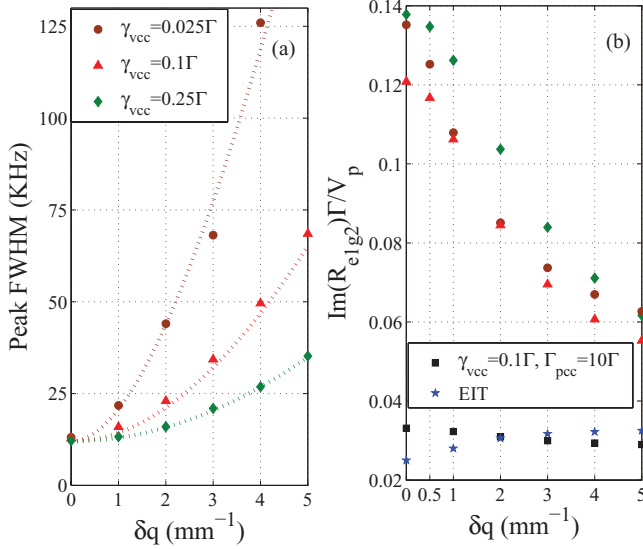 (a)
γvcc=0.025Γ
γvcc=0.1Γ
γvcc=0.25Γ
Peak FWHM (KHz)
125
100
75
50
25
0
0 1 2 3 4 5
δq (mm⁻¹)
(b)
Im(Re1g2)Γ/Vp
0.14
0.12
0.1
0.08
0.06
0.04
0.02
γvcc=0.1Γ, Γpcc=10Γ
EIT
0 0.5 1 2 3 4 5
δq (mm⁻¹)